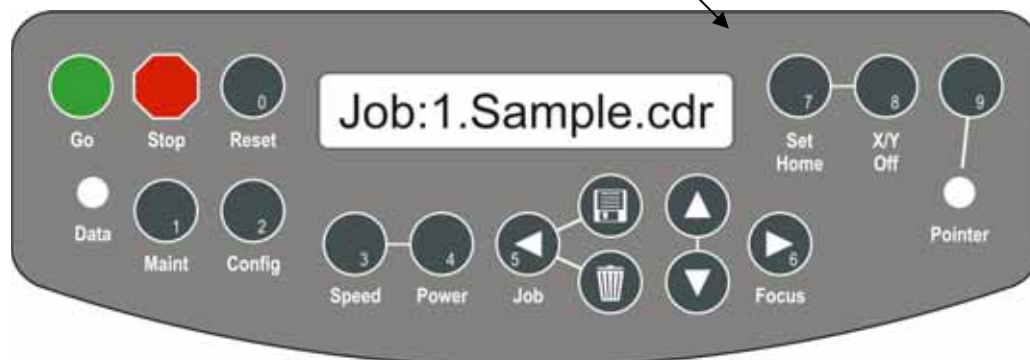 Job:1.Sample.cdr
Go
Stop
0
Reset
7
Set
Home
8
X/Y
Off
9
Data
1
Maint
2
Config
3
Speed
4
Power
5
Job
6
Focus
Pointer